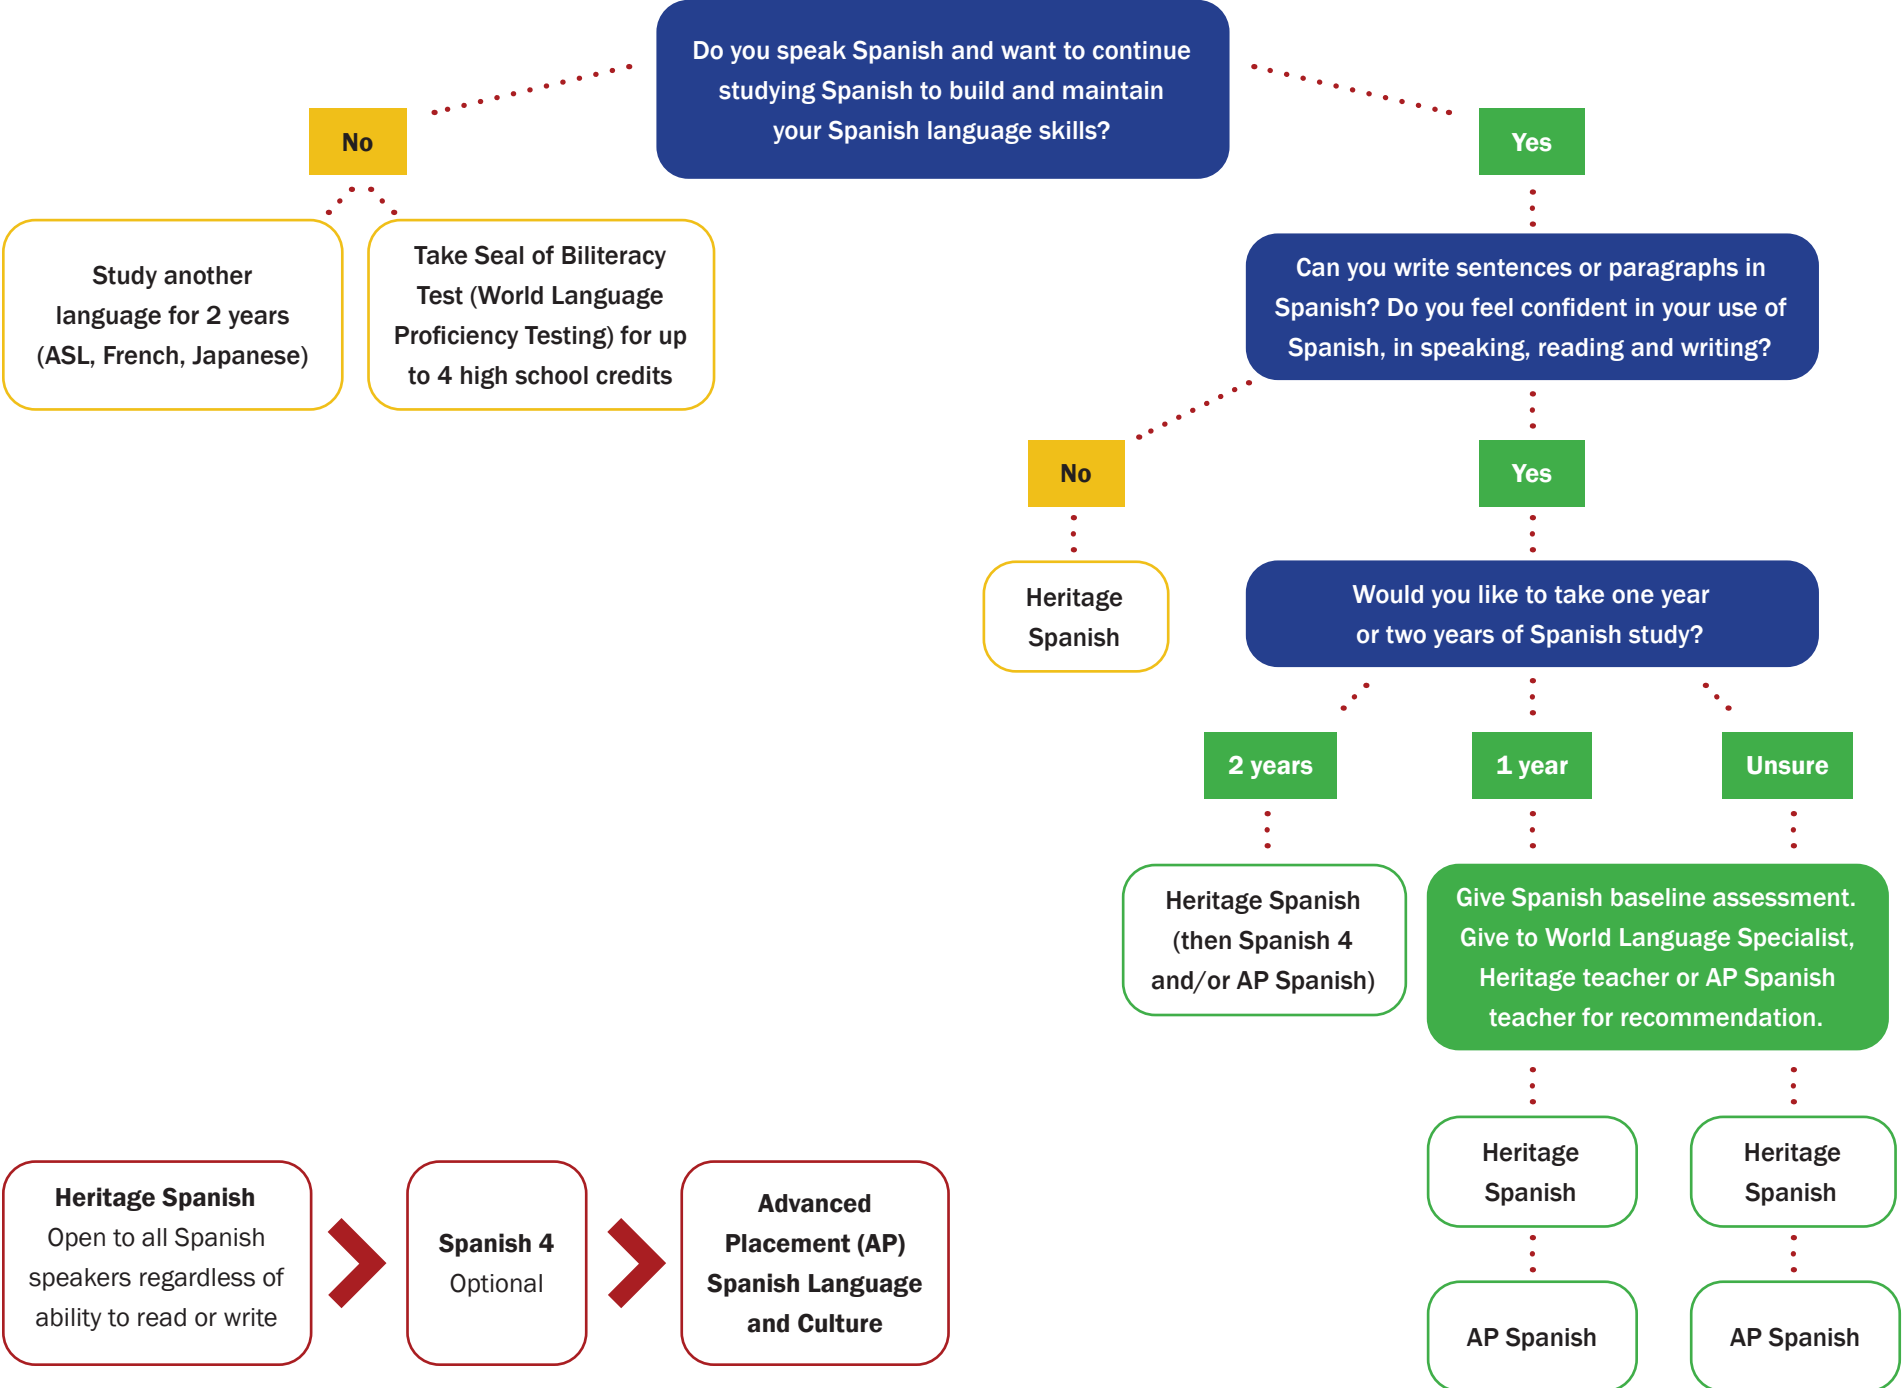 Do you speak Spanish and want to continue
studying Spanish to build and maintain
your Spanish language skills?
No
Yes
Study another
language for 2 years
(ASL, French, Japanese)
Take Seal of Biliteracy
Test (World Language
Proficiency Testing) for up
to 4 high school credits
Can you write sentences or paragraphs in
Spanish? Do you feel confident in your use of
Spanish, in speaking, reading and writing?
No
Yes
Heritage
Spanish
Would you like to take one year
or two years of Spanish study?
2 years
1 year
Unsure
Heritage Spanish
(then Spanish 4
and/or AP Spanish)
Give Spanish baseline assessment.
Give to World Language Specialist,
Heritage teacher or AP Spanish
teacher for recommendation.
Heritage
Spanish
Heritage
Spanish
AP Spanish
AP Spanish
Heritage Spanish
Open to all Spanish
speakers regardless of
ability to read or write
Spanish 4
Optional
Advanced
Placement (AP)
Spanish Language
and Culture